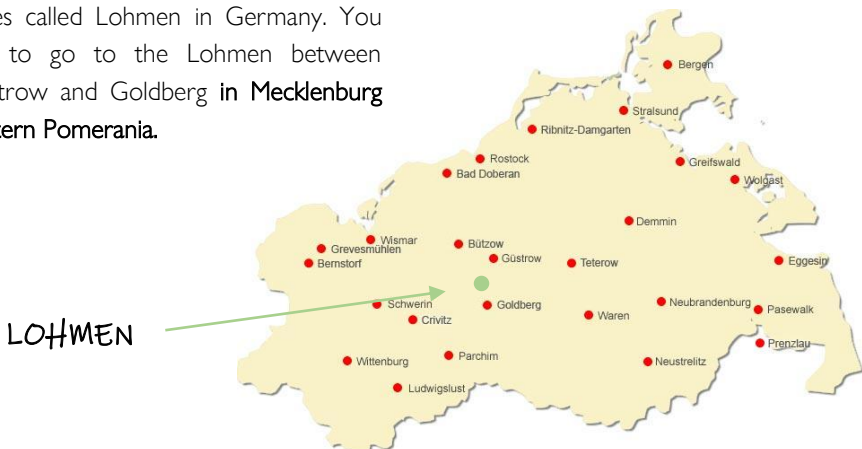 es called Lohmen in Germany. You
to go to the Lohmen between
trow and Goldberg in Mecklenburg
tern Pomerania.
Bergen
Stralsund
Ribnitz-Damgarten
Rostock
Greifswald
Bad Doberan
Wolgast
Demmin
Wismar
Bützow
Grevesmühlen
Güstrow
Teterow
Eggesin
Bernstorf
Schwerin
Goldberg
Neubrandenburg
Pasewalk
Crivitz
Waren
LOHMEN
Prenzlau
Parchim
Wittenburg
Neustrelitz
Ludwigslust